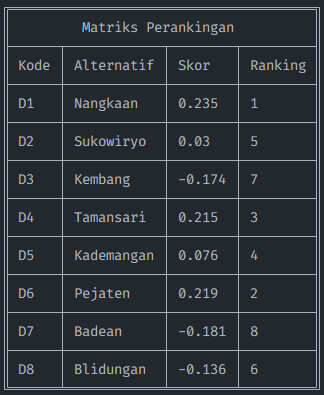 Matriks Perankingan
Kode Alternatif Skor Ranking
D1 Nangkaan 0.235 1
D2 Sukowiryo 0.03 5
D3 Kembang -0.174 7
D4 Tamansari 0.215 3
D5 Kademangan 0.076 4
D6 Pejaten 0.219 2
D7 Badean -0.181 8
D8 Blidungan -0.136 6